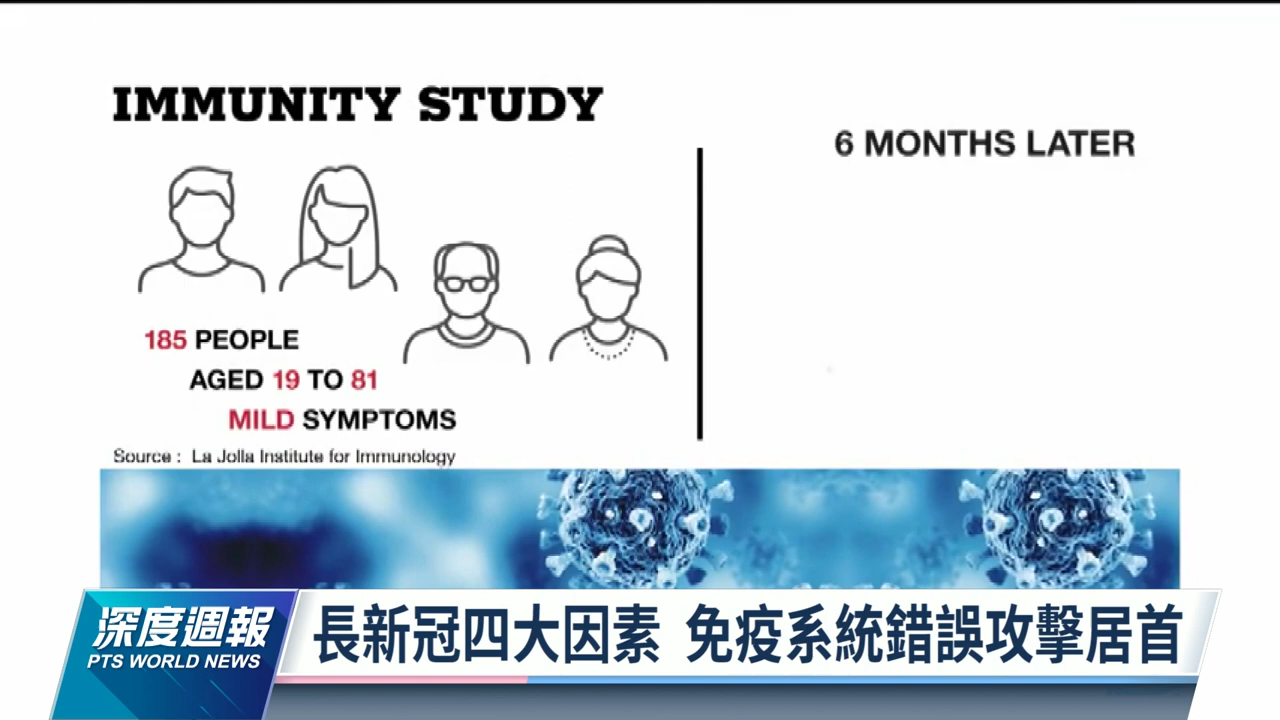 IMMUNITY STUDY
6 MONTHS LATER
185 PEOPLE
AGED 19 TO 81
MILD SYMPTOMS
Source : La Jolla Institute for Immunology
深度週報
PTS WORLD NEWS
長新冠四大因素 免疫系統錯誤攻擊居首